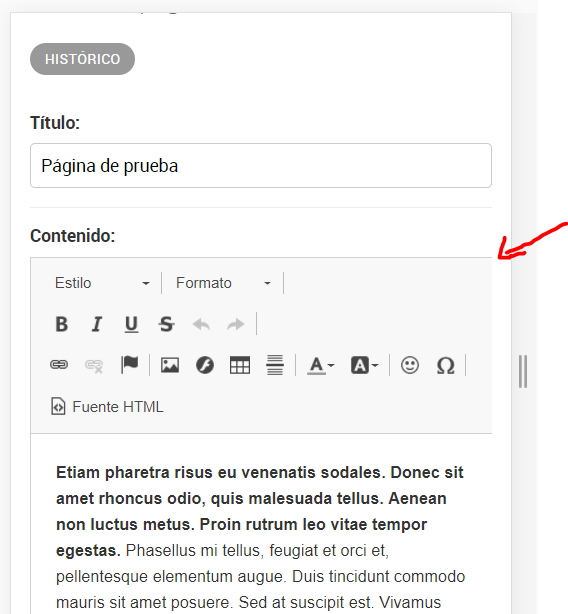 HISTÓRICO
Título:
Página de prueba
Contenido:
Estilo Formato
B I U S
A A Ω
Fuente HTML
Etiam pharetra risus eu venenatis sodales. Donec sit
amet rhoncus odio, quis malesuada tellus. Aenean
non luctus metus. Proin rutrum leo vitae tempor
egestas. Phasellus mi tellus, feugiat et orci et,
pellentesque elementum augue. Duis tincidunt commodo
mauris sit amet posuere. Sed at suscipit est. Vivamus